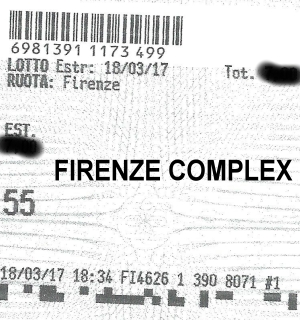 6981391 1173 499
LOTTO Estr: 18/03/17 Tot.
RUOTA: Firenze
EST.
FIRENZE COMPLEX
55
18/03/17 18:34 FI4626 1 390 8071 #1